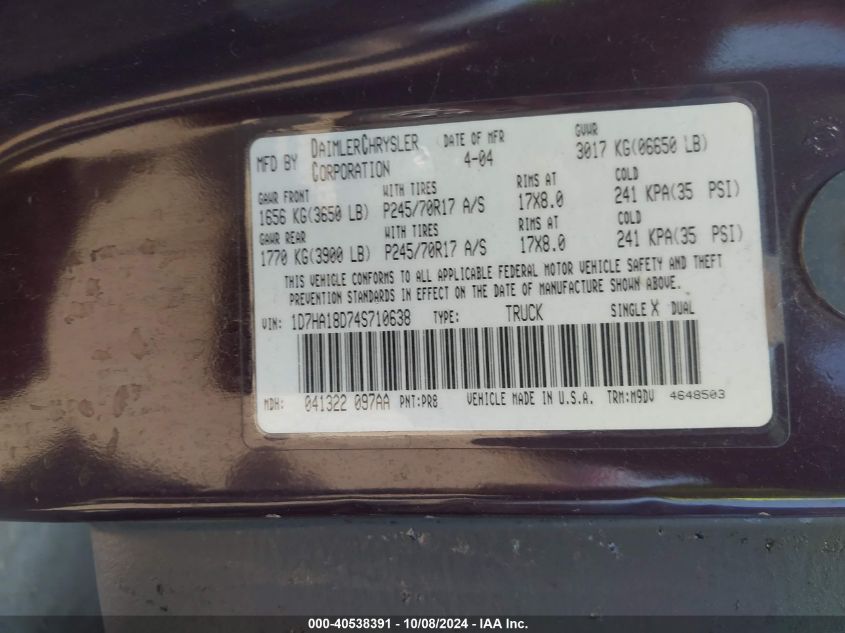 MFD BY DAIMLERCHRYSLER CORPORATION DATE OF MFR 4-04 GVWR 3017 KG(06650 LB)
GAWR FRONT WITH TIRES RIMS AT COLD
1656 KG(3650 LB) P245/70R17 A/S 17X8.0 241 KPA(35 PSI)
GAWR REAR WITH TIRES RIMS AT COLD
1770 KG(3900 LB) P245/70R17 A/S 17X8.0 241 KPA(35 PSI)
THIS VEHICLE CONFORMS TO ALL APPLICABLE FEDERAL MOTOR VEHICLE SAFETY AND THEFT
PREVENTION STANDARDS IN EFFECT ON THE DATE OF MANUFACTURE SHOWN ABOVE.
VIN: 1D7HA18D74S710638 TYPE: TRUCK SINGLE X DUAL
MDH: 041322 097AA PNT:PR8 VEHICLE MADE IN U.S.A. TRM:M9DV 4648503
000-40538391 - 10/08/2024 - IAA Inc.